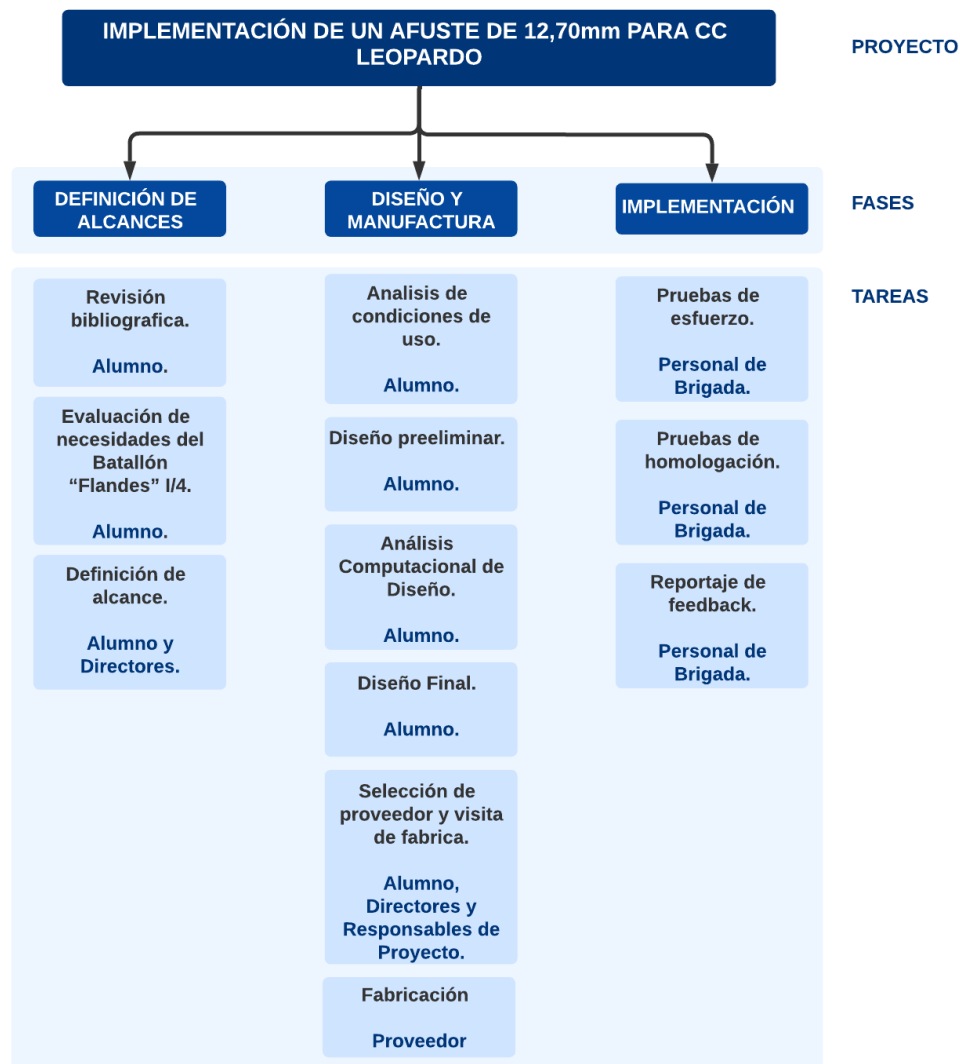 IMPLEMENTACIÓN DE UN AFUSTE DE 12,70mm PARA CC
LEOPARDO
PROYECTO
DEFINICIÓN DE
ALCANCES
DISEÑO Y
MANUFACTURA
IMPLEMENTACIÓN
FASES
TAREAS
Revisión
bibliografica.
Alumno.
Evaluación de
necesidades del
Batallón
“Flandes” I/4.
Alumno.
Definición de
alcance.
Alumno y
Directores.
Analisis de
condiciones de
uso.
Alumno.
Diseño preeliminar.
Alumno.
Análisis
Computacional de
Diseño.
Alumno.
Diseño Final.
Alumno.
Selección de
proveedor y visita
de fabrica.
Alumno,
Directores y
Responsables de
Proyecto.
Fabricación
Proveedor
Pruebas de
esfuerzo.
Personal de
Brigada.
Pruebas de
homologación.
Personal de
Brigada.
Reportaje de
feedback.
Personal de
Brigada.